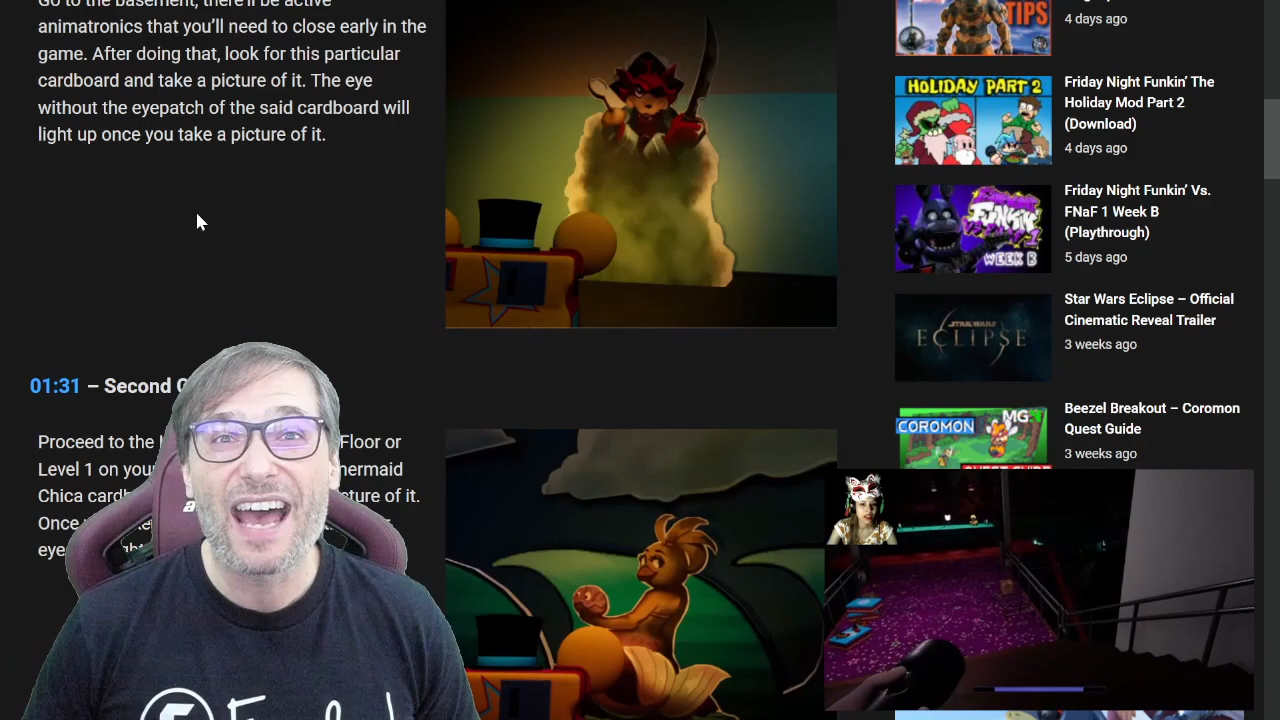 Go to the basement, there'll be active
animatronics that you'll need to close early in the
game. After doing that, look for this particular
cardboard and take a picture of it. The eye
without the eyepatch of the said cardboard will
light up once you take a picture of it.
01:31 – Second
Proceed to the
Floor or
Level 1 on
mermaid
Chica
picture of it.
Once
TIPS
4 days ago
HOLIDAY PART 2
Friday Night Funkin' The
Holiday Mod Part 2
(Download)
4 days ago
FUNKIN
WEEK B
Friday Night Funkin' Vs.
FNaF 1 Week B
(Playthrough)
5 days ago
STAR WARS
ECLIPSE
Star Wars Eclipse – Official
Cinematic Reveal Trailer
3 weeks ago
MG
COROMON
QUEST GUIDE
Beezel Breakout – Coromon
Quest Guide
3 weeks ago